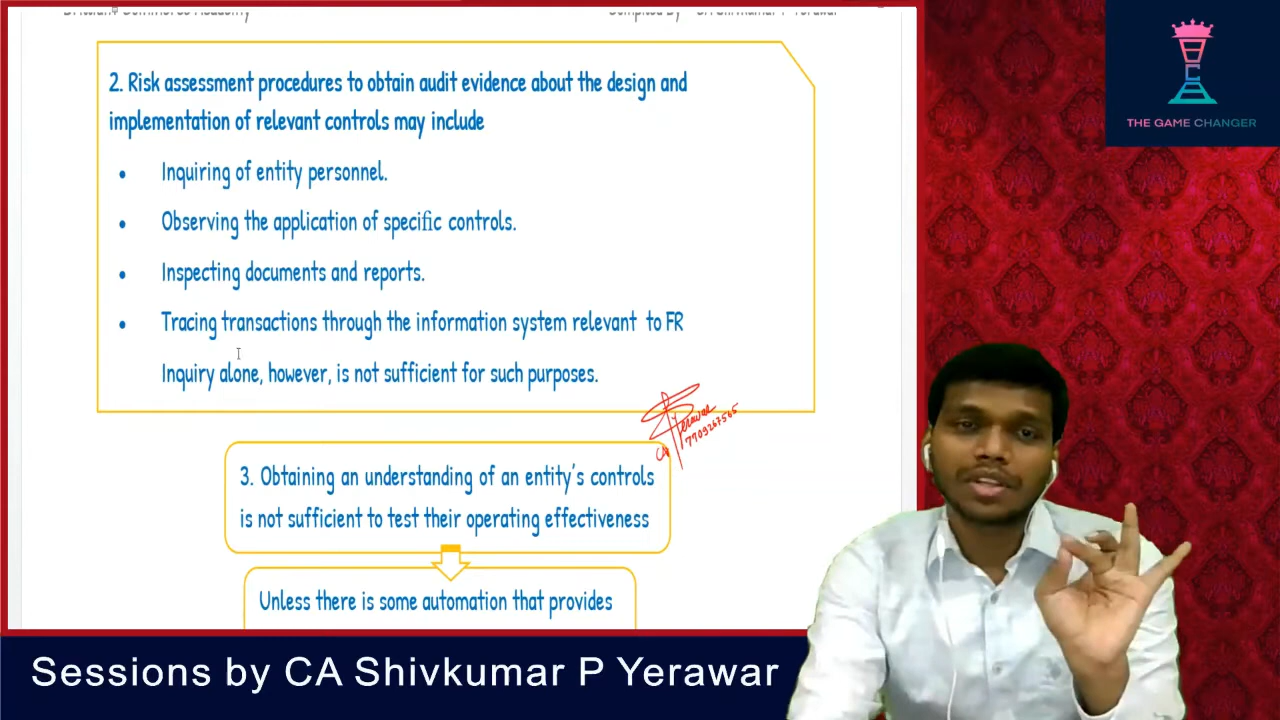 2. Risk assessment procedures to obtain audit evidence about the design and
implementation of relevant controls may include
• Inquiring of entity personnel.
• Observing the application of specific controls.
• Inspecting documents and reports.
• Tracing transactions through the information system relevant to FR
Inquiry alone, however, is not sufficient for such purposes.
Yerawar
7709267565
3. Obtaining an understanding of an entity's controls
is not sufficient to test their operating effectiveness
Unless there is some automation that provides
THE GAME CHANGER
Sessions by CA Shivkumar P Yerawar